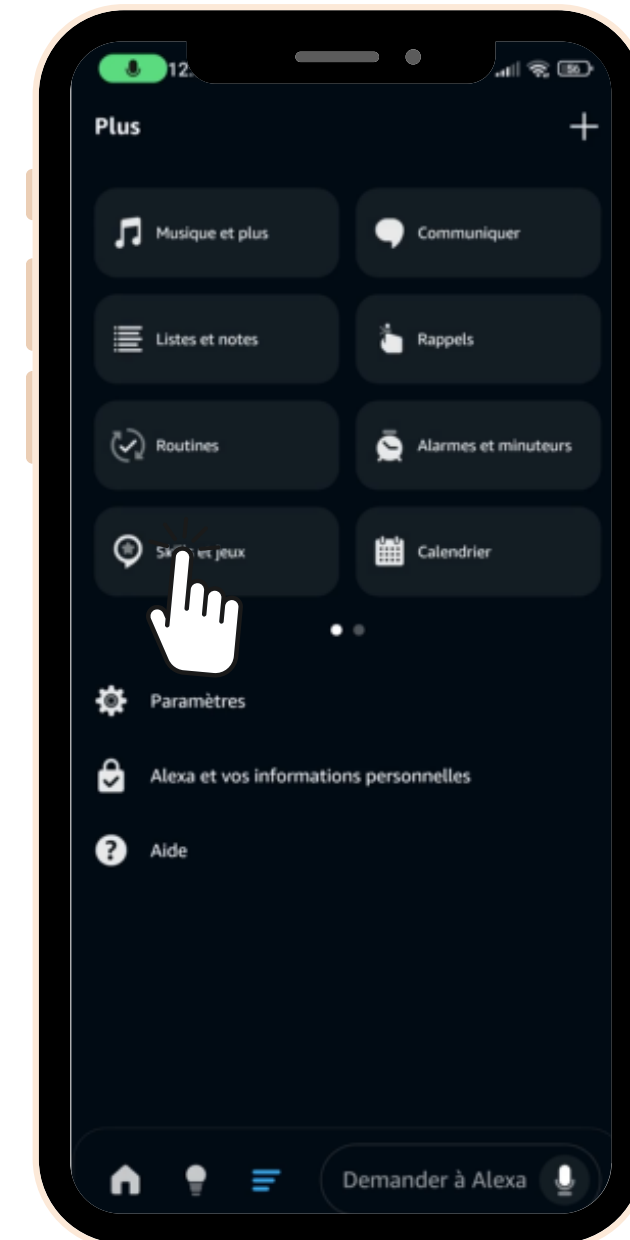 12
Plus
Musique et plus
Communiquer
Listes et notes
Rappels
Routines
Alarmes et minuteurs
et jeux
Calendrier
Paramètres
Alexa et vos informations personnelles
Aide
Demander à Alexa